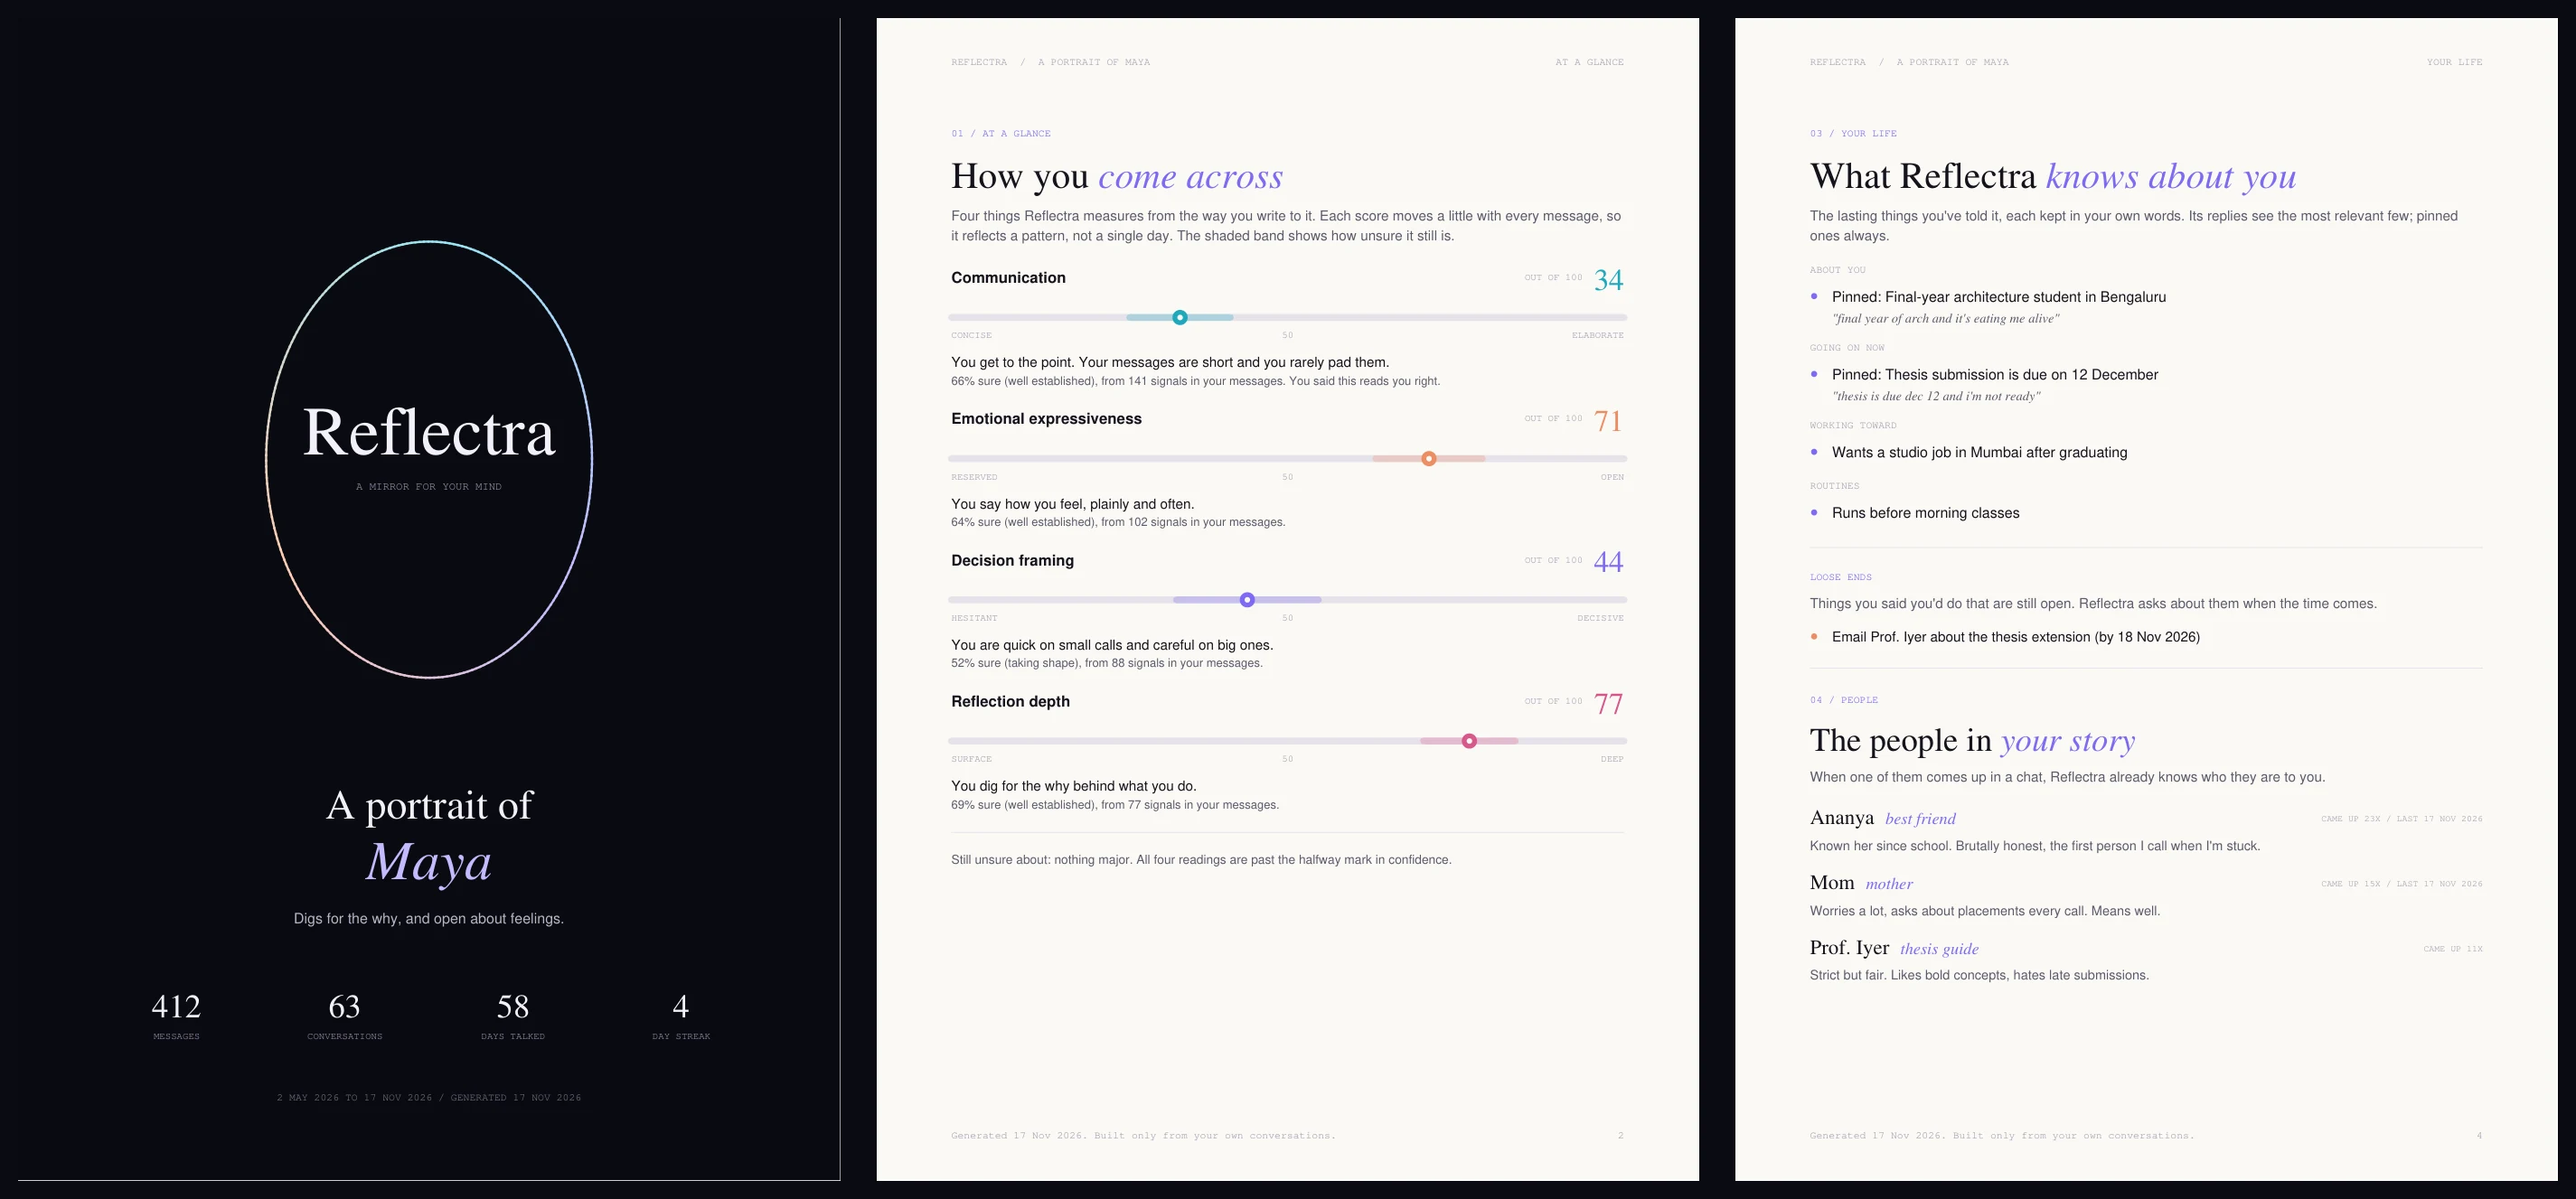 Reflectra
A MIRROR FOR YOUR MIND
A portrait of
Maya
Digs for the why, and open about feelings.
412 63 58 4
MESSAGES CONVERSATIONS DAYS TALKED DAY STREAK
2 MAY 2026 TO 17 NOV 2026 / GENERATED 17 NOV 2026
REFLECTRA / A PORTRAIT OF MAYA AT A GLANCE
01 / AT A GLANCE
How you come across
Four things Reflectra measures from the way you write to it. Each score moves a little with every message, so
it reflects a pattern, not a single day. The shaded band shows how unsure it still is.
Communication OUT OF 100 34
CONCISE 50 ELABORATE
You get to the point. Your messages are short and you rarely pad them.
66% sure (well established), from 141 signals in your messages. You said this reads you right.
Emotional expressiveness OUT OF 100 71
RESERVED 50 OPEN
You say how you feel, plainly and often.
64% sure (well established), from 102 signals in your messages.
Decision framing OUT OF 100 44
HESITANT 50 DECISIVE
You are quick on small calls and careful on big ones.
52% sure (taking shape), from 88 signals in your messages.
Reflection depth OUT OF 100 77
SURFACE 50 DEEP
You dig for the why behind what you do.
69% sure (well established), from 77 signals in your messages.
Still unsure about: nothing major. All four readings are past the halfway mark in confidence.
Generated 17 Nov 2026. Built only from your own conversations. 2
REFLECTRA / A PORTRAIT OF MAYA YOUR LIFE
03 / YOUR LIFE
What Reflectra knows about you
The lasting things you've told it, each kept in your own words. Its replies see the most relevant few; pinned
ones always.
ABOUT YOU
Pinned: Final-year architecture student in Bengaluru
"final year of arch and it's eating me alive"
GOING ON NOW
Pinned: Thesis submission is due on 12 December
"thesis is due dec 12 and i'm not ready"
WORKING TOWARD
Wants a studio job in Mumbai after graduating
ROUTINES
Runs before morning classes
LOOSE ENDS
Things you said you'd do that are still open. Reflectra asks about them when the time comes.
Email Prof. Iyer about the thesis extension (by 18 Nov 2026)
04 / PEOPLE
The people in your story
When one of them comes up in a chat, Reflectra already knows who they are to you.
Ananya best friend CAME UP 23X / LAST 17 NOV 2026
Known her since school. Brutally honest, the first person I call when I'm stuck.
Mom mother CAME UP 15X / LAST 17 NOV 2026
Worries a lot, asks about placements every call. Means well.
Prof. Iyer thesis guide CAME UP 11X
Strict but fair. Likes bold concepts, hates late submissions.
Generated 17 Nov 2026. Built only from your own conversations. 4